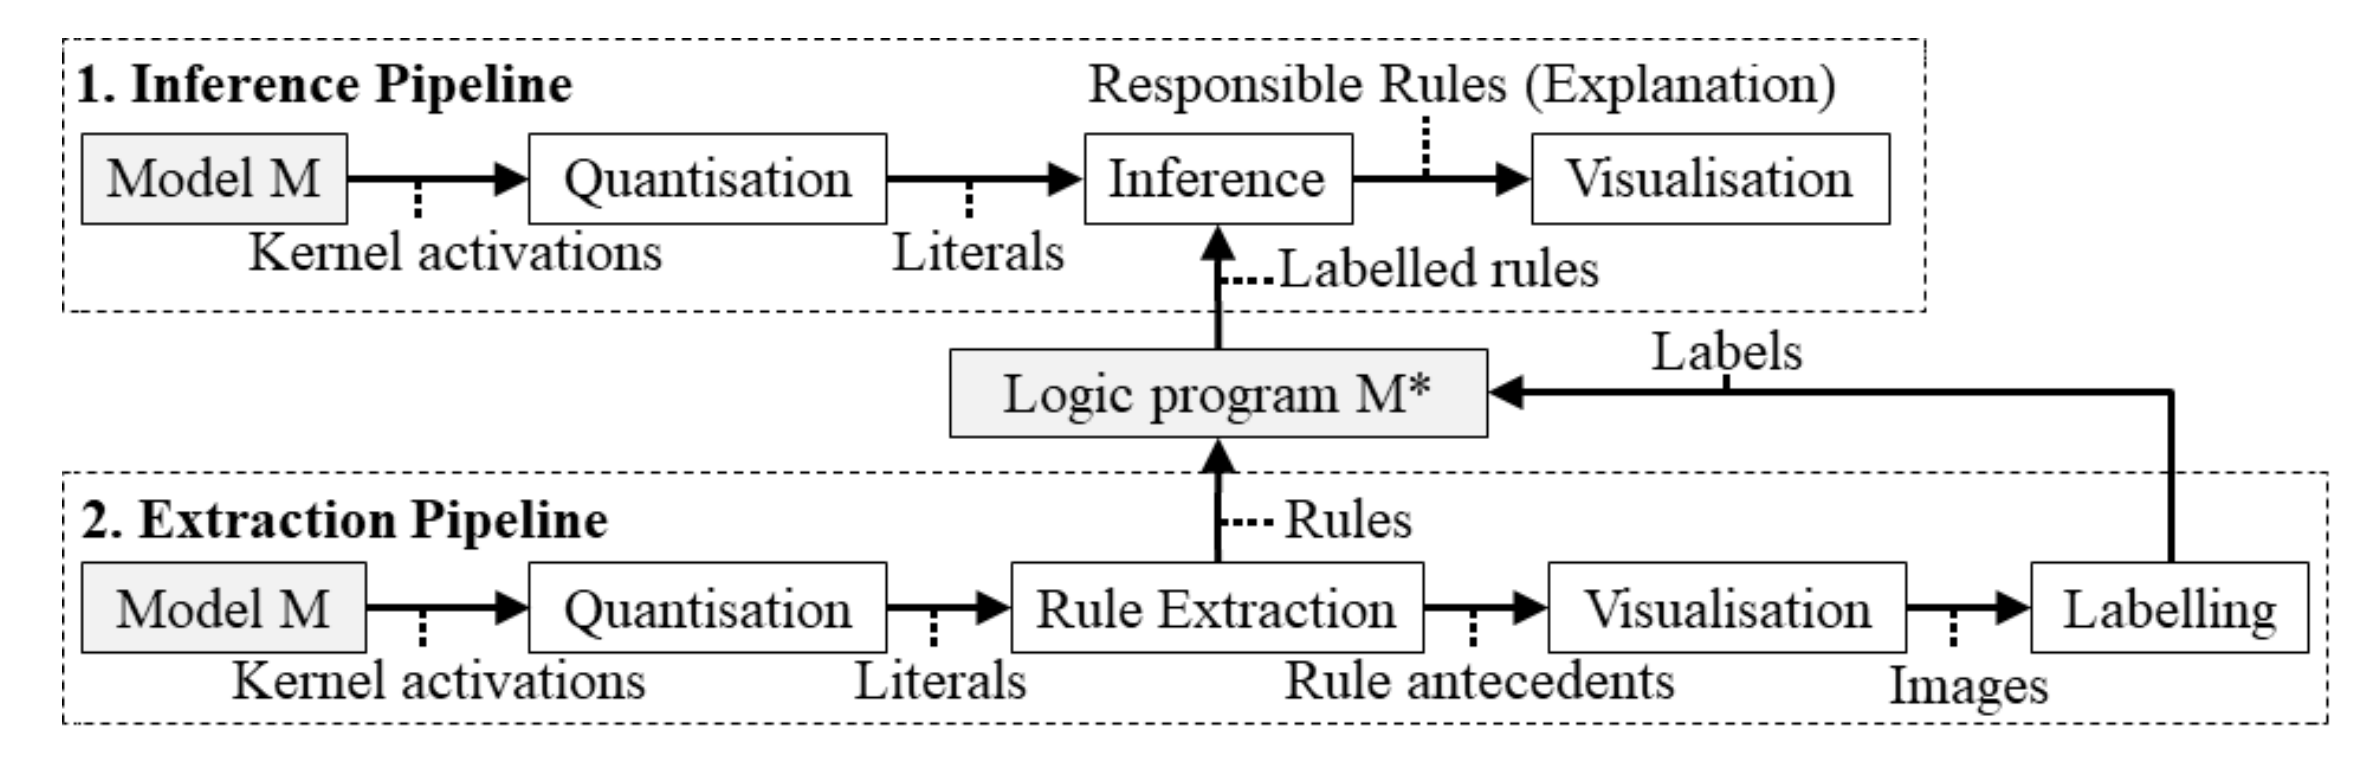 1. Inference Pipeline
Responsible Rules (Explanation)
Model M
Quantisation
Inference
Visualisation
Kernel activations
Literals
Labelled rules
Labels
Logic program M*
2. Extraction Pipeline
Rules
Model M
Quantisation
Rule Extraction
Visualisation
Labelling
Kernel activations
Literals
Rule antecedents
Images